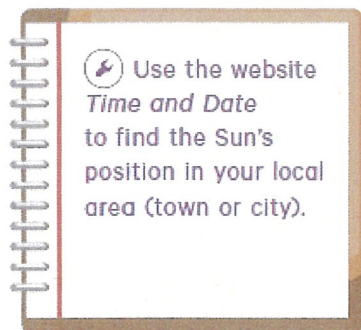 Use the website
Time and Date
to find the Sun's
position in your local
area (town or city).